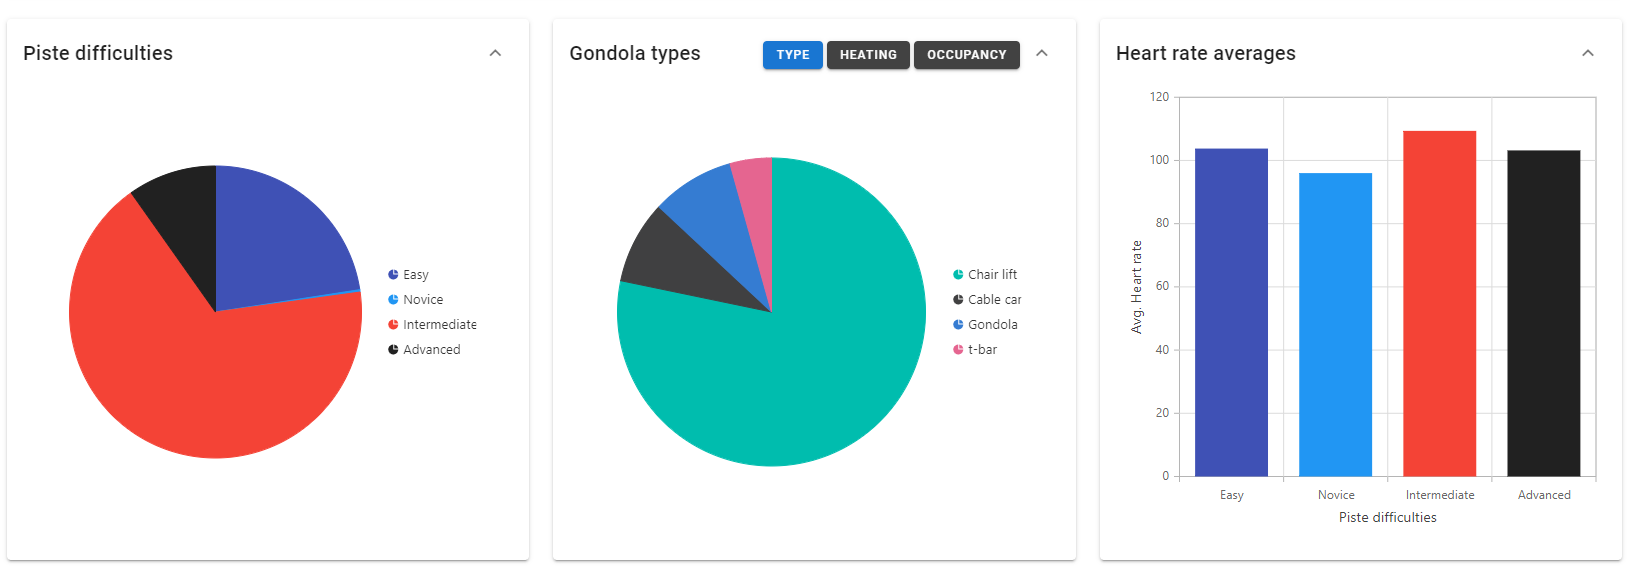 Piste difficulties
Easy
Novice
Intermediate
Advanced
Gondola types
TYPE HEATING OCCUPANCY
Chair lift
Cable car
Gondola
t-bar
Heart rate averages
120
100
80
60
40
20
0
Avg. Heart rate
Easy Novice Intermediate Advanced
Piste difficulties